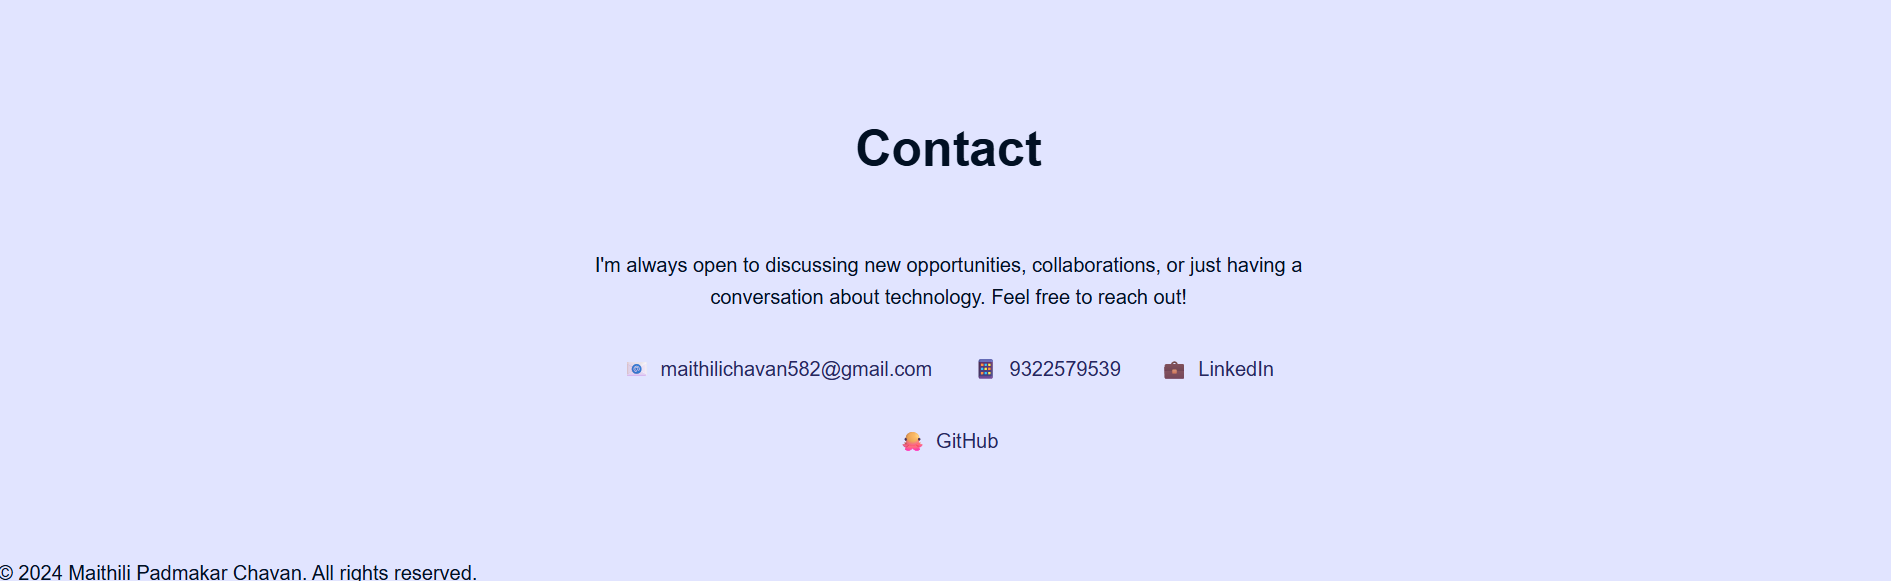 Contact
I'm always open to discussing new opportunities, collaborations, or just having a
conversation about technology. Feel free to reach out!
maithilichavan582@gmail.com 9322579539 LinkedIn
GitHub
© 2024 Maithili Padmakar Chavan. All rights reserved.